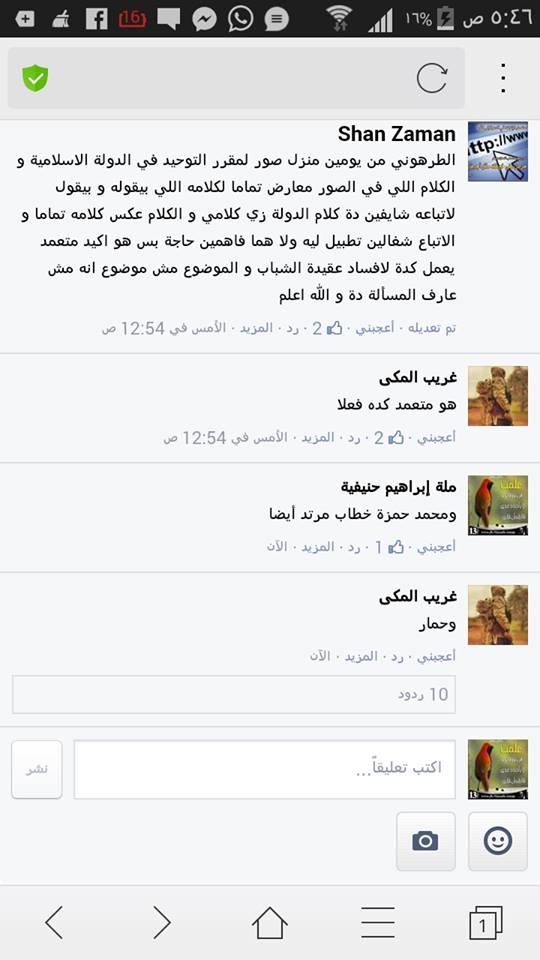 ٥:٤٦ ص
١٦%
16
Shan Zaman
الطرهوني من يومين منزل صور لمقرر التوحيد في الدولة الاسلامية و
الكلام اللي في الصور معارض تماما لكلامه اللي بيقوله و بيقول
لاتباعه شايفين دة كلام الدولة زي كلامي و الكلام عكس كلامه تماما و
الاتباع شغالين تطبيل ليه ولا هما فاهمين حاجة بس هو اكيد متعمد
يعمل كدة لافساد عقيدة الشباب و الموضوع مش موضوع انه مش
عارف المسألة دة و الله اعلم
تم تعديله · أعجبني · 2 · رد · المزيد · الأمس في 12:54 ص
غريب المكى
هو متعمد كده فعلا
أعجبني · 2 · رد · المزيد · الأمس في 12:54 ص
ملة إبراهيم حنيفية
ومحمد حمزة خطاب مرتد أيضا
أعجبني · 1 · رد · المزيد · الآن
غريب المكى
وحمار
أعجبني · رد · المزيد · الآن
10 ردود
اكتب تعليقاً...
نشر
1